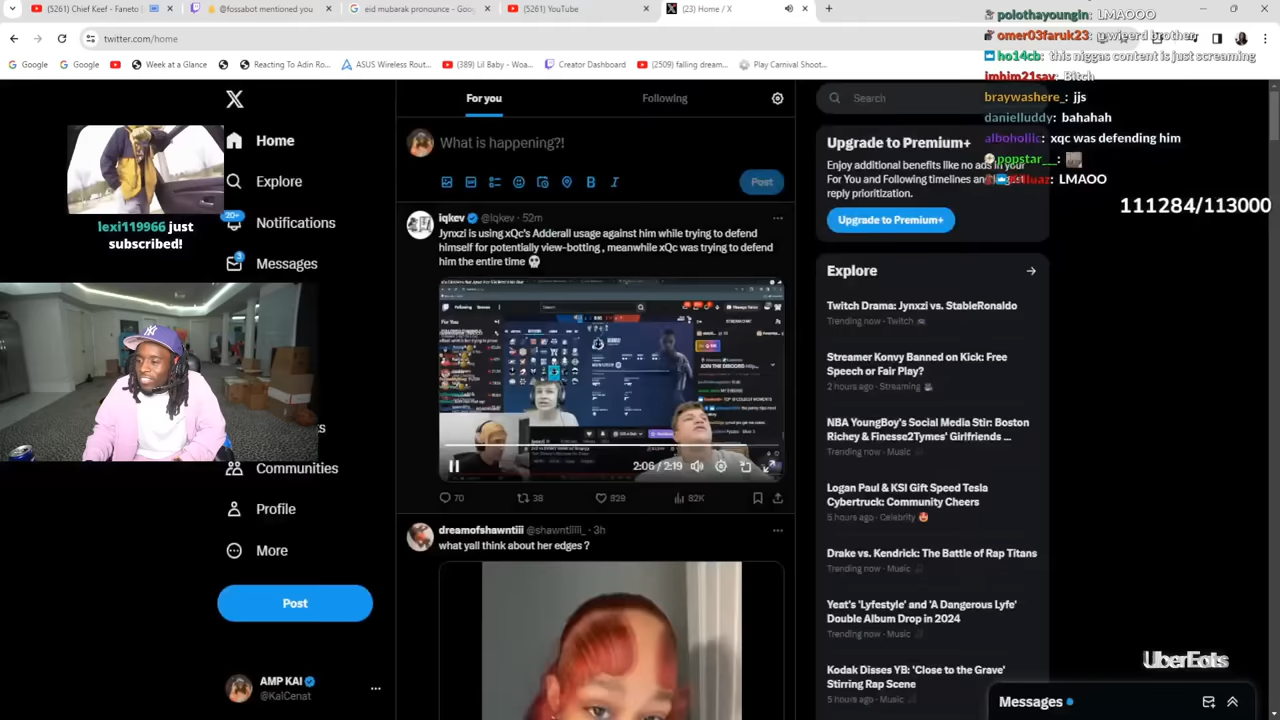 (5261) Chief Keef - Faneto B
@fossabot mentioned you
eid mubarak pronounce - Goog
(5261) YouTube
(23) Home / X
twitter.com/home
Google
Google
Week at a Glance
Reacting To Adin Ro...
ASUS Wireless Rout...
(389) Lil Baby - Woa...
Creator Dashboard
(2509) falling dream...
Play Carnival Shoot...
polothayoungin: LMAOOO
omer03faruk23: u wieerd brother
ho14cb: this niggas content is just screaming
imhim21sav: Bitch
braywashere_: jjs
danielluddy: bahahah
alboholiic: xqc was defending him
popstar___:
LMAOO
111284/113000
lexi119966 just
subscribed!
Home
Explore
20+
Notifications
3
Messages
Communities
Profile
More
Post
AMP KAI
@KaiCenat
For you
Following
What is happening?!
Post
iqkev @Iqkev · 52m
Jynxzi is using xQc's Adderall usage against him while trying to defend
himself for potentially view-botting , meanwhile xQc was trying to defend
him the entire time 💀
2:06 / 2:19
70
38
829
82K
dreamofshawntiii @shawntiiiii_ · 3h
what yall think about her edges ?
Search
Upgrade to Premium+
Enjoy additional benefits like no ads in your
For You and Following timelines and largest
reply prioritization.
Upgrade to Premium+
Explore
Twitch Drama: Jynxzi vs. StableRonaldo
Trending now · Twitch 🎮
Streamer Konvy Banned on Kick: Free
Speech or Fair Play?
2 hours ago · Streaming
NBA YoungBoy's Social Media Stir: Boston
Richey & Finesse2Tymes' Girlfriends ...
Trending now · Music
Logan Paul & KSI Gift Speed Tesla
Cybertruck: Community Cheers
5 hours ago · Celebrity 🤩
Drake vs. Kendrick: The Battle of Rap Titans
Trending now · Music
Yeat's 'Lyfestyle' and 'A Dangerous Lyfe'
Double Album Drop in 2024
Trending now · Music
Kodak Disses YB: 'Close to the Grave'
Stirring Rap Scene
5 hours ago · Music
UberEats
Messages